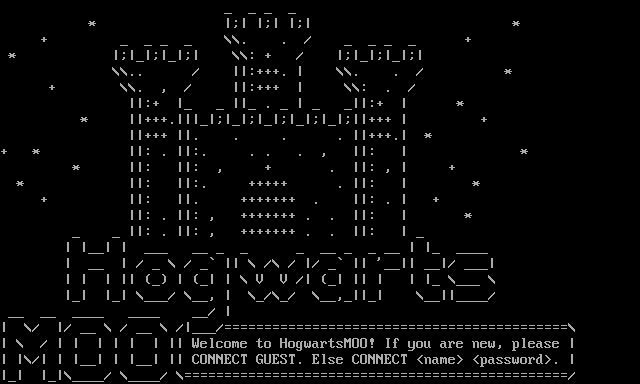 Hogwarts
MOO
Welcome to HogwartsMOO! If you are new, please
CONNECT GUEST. Else CONNECT <name> <password>.